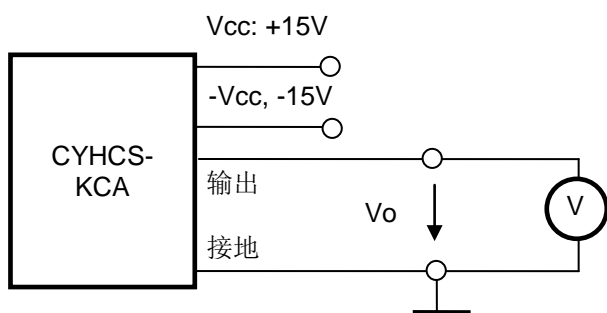 Vcc: +15V
-Vcc, -15V
CYHCS-
KCA
输出
Vo
V
接地